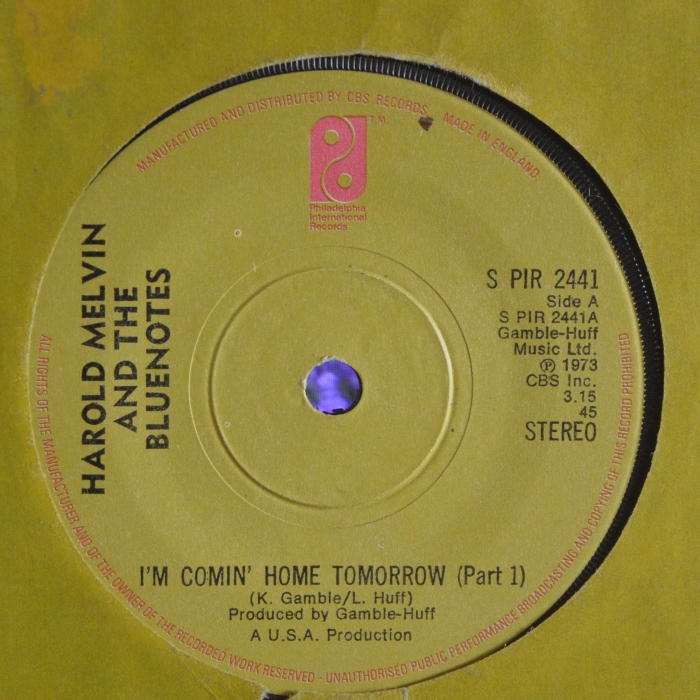 MANUFACTURED AND DISTRIBUTED BY CBS RECORDS. MADE IN ENGLAND.
T.M.
Philadelphia
International
Records
HAROLD MELVIN
AND THE
BLUENOTES
S PIR 2441
Side A
S PIR 2441A
Gamble-Huff
Music Ltd.
℗ 1973
CBS Inc.
3.15
45
STEREO
I'M COMIN' HOME TOMORROW (Part 1)
(K. Gamble/L. Huff)
Produced by Gamble-Huff
A U.S.A. Production
ALL RIGHTS OF THE MANUFACTURER AND OF THE OWNER OF THE RECORDED WORK RESERVED - UNAUTHORISED PUBLIC PERFORMANCE BROADCASTING AND COPYING OF THIS RECORD PROHIBITED